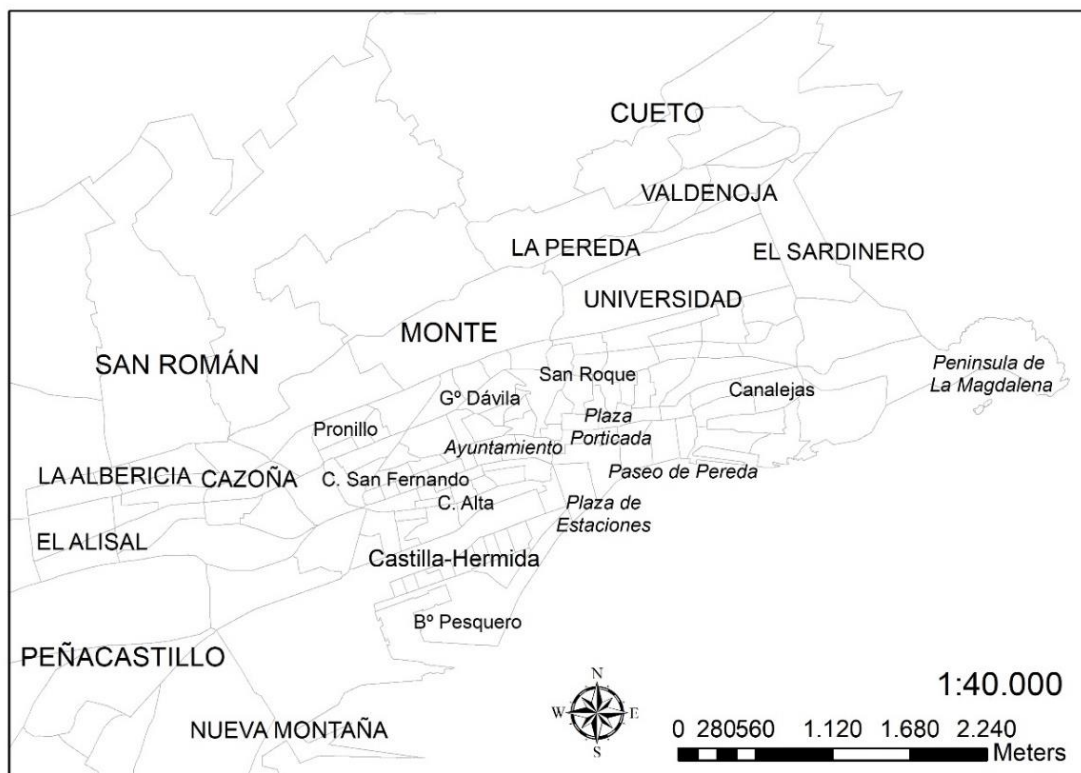 CUETO
VALDENOJA
LA PEREDA
EL SARDINERO
UNIVERSIDAD
MONTE
SAN ROMÁN
Peninsula de
La Magdalena
San Roque
Canalejas
Gº Dávila
Plaza
Porticada
Pronillo
Ayuntamiento
Paseo de Pereda
LA ALBERICIA
CAZOÑA
C. San Fernando
C. Alta
Plaza de
Estaciones
EL ALISAL
Castilla-Hermida
Bº Pesquero
PEÑACASTILLO
NUEVA MONTAÑA
N
W
E
S
1:40.000
0 280560 1.120 1.680 2.240
Meters